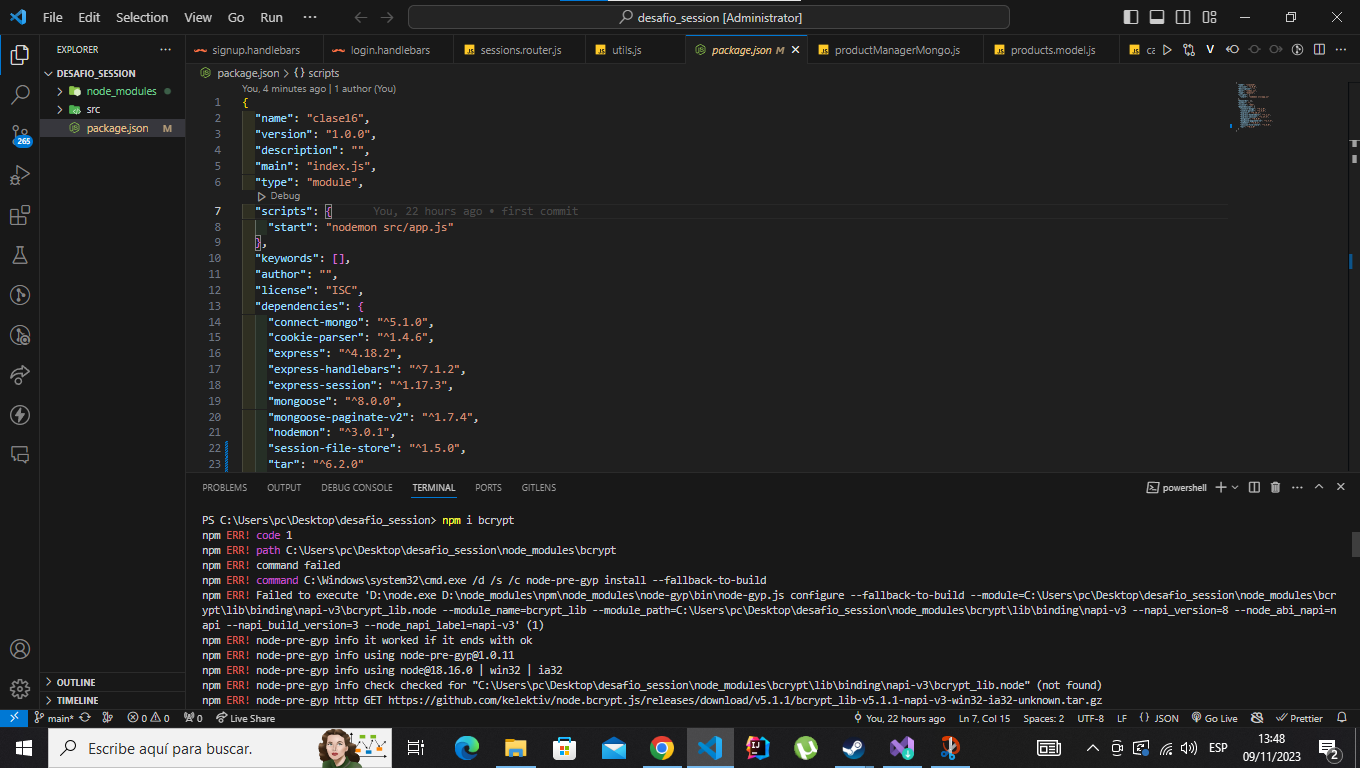 File Edit Selection View Go Run ··· desafio_session [Administrator]
EXPLORER ···
signup.handlebars login.handlebars sessions.router.js utils.js package.json M productManagerMongo.js products.model.js ca
DESAFIO_SESSION
node_modules
src
package.json M
265
OUTLINE
TIMELINE
package.json > {} scripts
You, 4 minutes ago | 1 author (You)
1 {
2 "name": "clase16",
3 "version": "1.0.0",
4 "description": "",
5 "main": "index.js",
6 "type": "module",
Debug
7 "scripts": { You, 22 hours ago • first commit
8 "start": "nodemon src/app.js"
9 },
10 "keywords": [],
11 "author": "",
12 "license": "ISC",
13 "dependencies": {
14 "connect-mongo": "^5.1.0",
15 "cookie-parser": "^1.4.6",
16 "express": "^4.18.2",
17 "express-handlebars": "^7.1.2",
18 "express-session": "^1.17.3",
19 "mongoose": "^8.0.0",
20 "mongoose-paginate-v2": "^1.7.4",
21 "nodemon": "^3.0.1",
22 "session-file-store": "^1.5.0",
23 "tar": "^6.2.0"
PROBLEMS OUTPUT DEBUG CONSOLE TERMINAL PORTS GITLENS powershell
PS C:\Users\pc\Desktop\desafio_session> npm i bcrypt
npm ERR! code 1
npm ERR! path C:\Users\pc\Desktop\desafio_session\node_modules\bcrypt
npm ERR! command failed
npm ERR! command C:\Windows\system32\cmd.exe /d /s /c node-pre-gyp install --fallback-to-build
npm ERR! Failed to execute 'D:\node.exe D:\node_modules\npm\node_modules\node-gyp\bin\node-gyp.js configure --fallback-to-build --module=C:\Users\pc\Desktop\desafio_session\node_modules\bcr
ypt\lib\binding\napi-v3\bcrypt_lib.node --module_name=bcrypt_lib --module_path=C:\Users\pc\Desktop\desafio_session\node_modules\bcrypt\lib\binding\napi-v3 --napi_version=8 --node_abi_napi=n
api --napi_build_version=3 --node_napi_label=napi-v3' (1)
npm ERR! node-pre-gyp info it worked if it ends with ok
npm ERR! node-pre-gyp info using node-pre-gyp@1.0.11
npm ERR! node-pre-gyp info using node@18.16.0 | win32 | ia32
npm ERR! node-pre-gyp info check checked for "C:\Users\pc\Desktop\desafio_session\node_modules\bcrypt\lib\binding\napi-v3\bcrypt_lib.node" (not found)
npm ERR! node-pre-gyp http GET https://github.com/kelektiv/node.bcrypt.js/releases/download/v5.1.1/bcrypt_lib-v5.1.1-napi-v3-win32-ia32-unknown.tar.gz
main* 0 0 0 Live Share You, 22 hours ago Ln 7, Col 15 Spaces: 2 UTF-8 LF {} JSON Go Live Prettier
Escribe aquí para buscar. ESP 13:48
09/11/2023 2